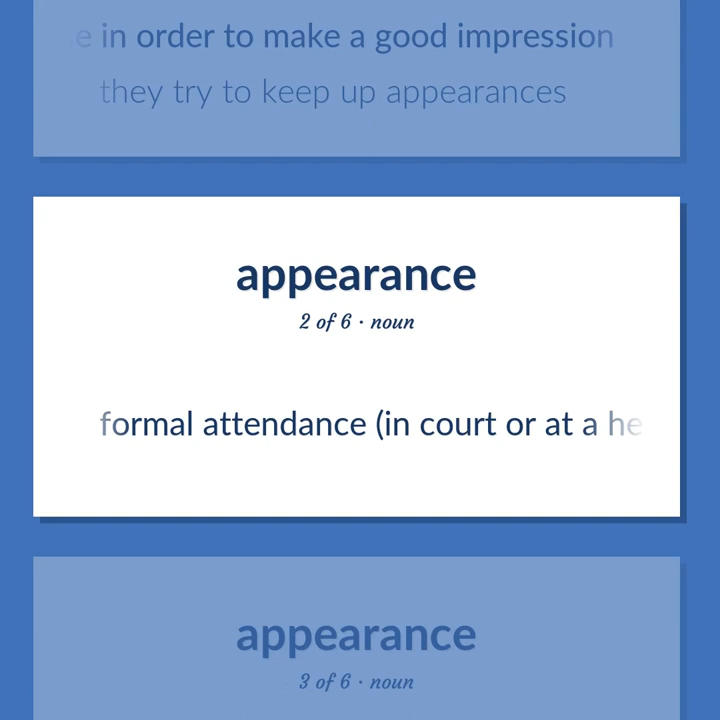 in order to make a good impression
they try to keep up appearances
appearance
2 of 6 · noun
formal attendance (in court or at a he
appearance
3 of 6 · noun